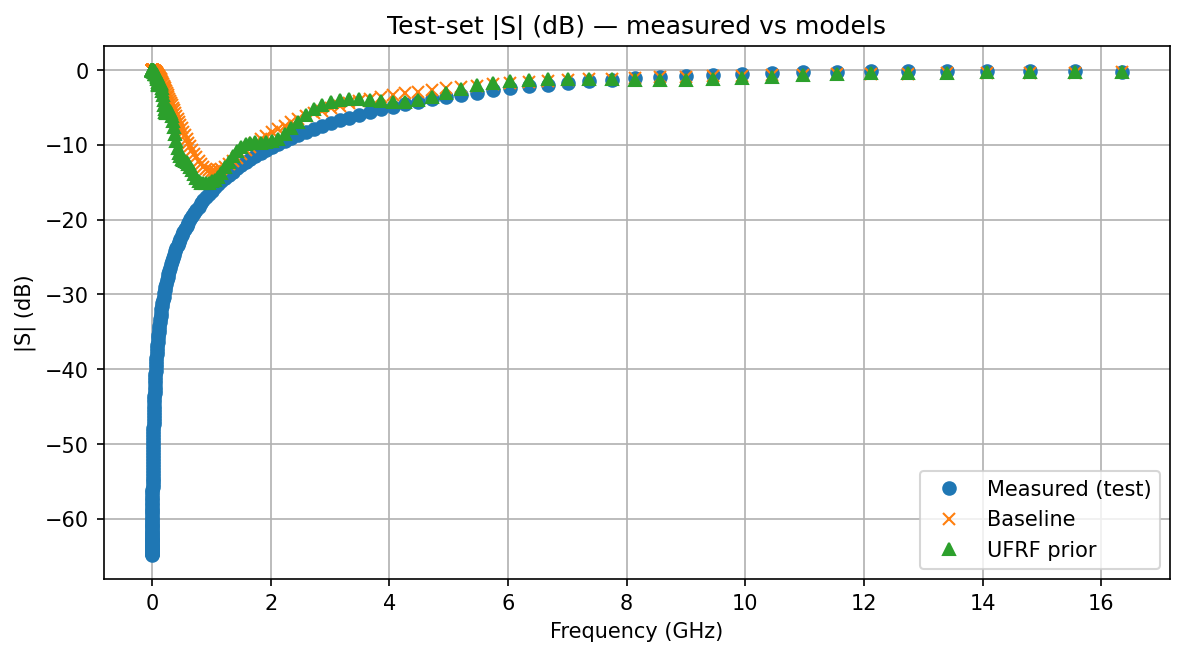 Test-set |S| (dB) — measured vs models
|S| (dB)
0
−10
−20
−30
−40
−50
−60
0 2 4 6 8 10 12 14 16
Frequency (GHz)
Measured (test)
Baseline
UFRF prior